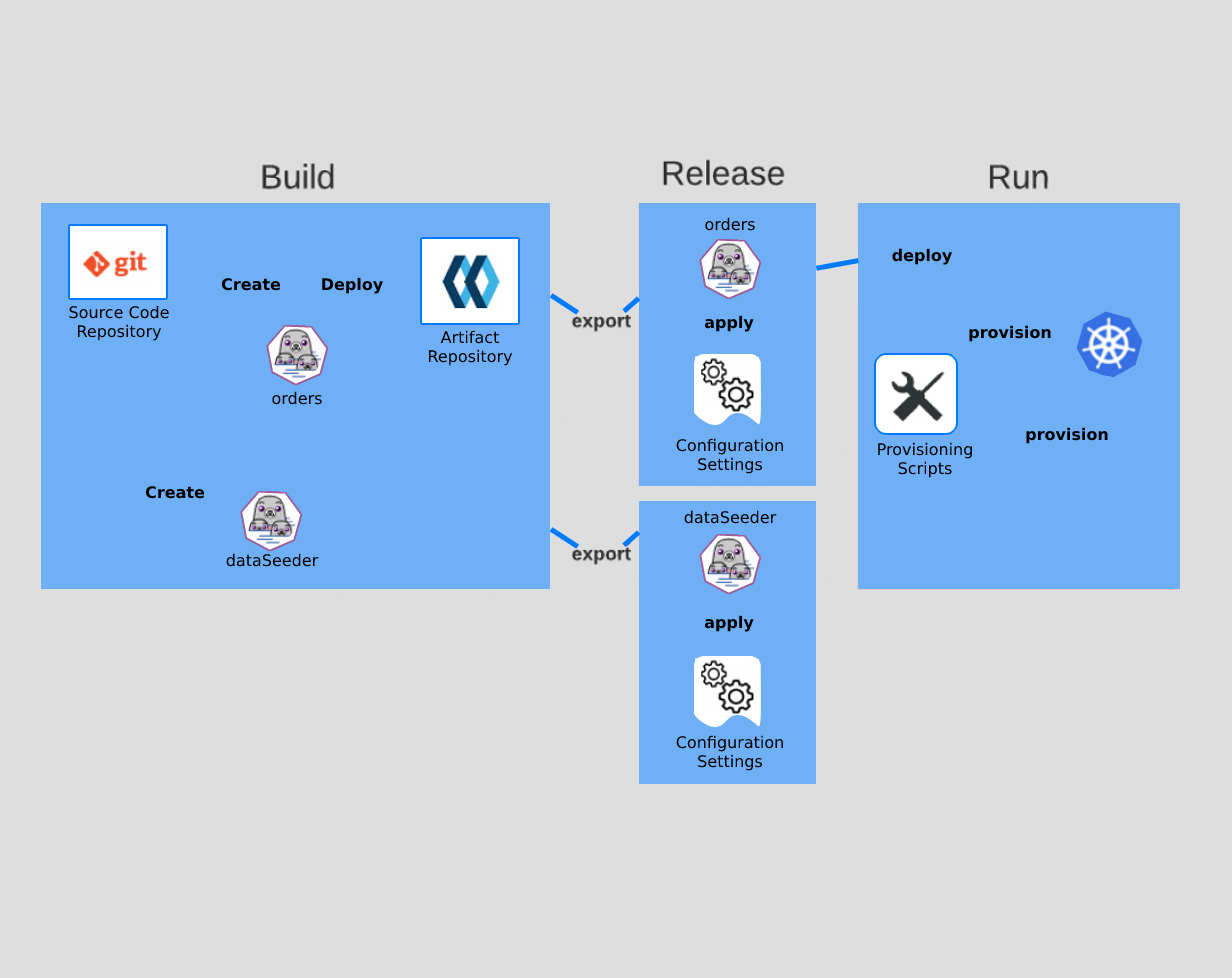 Build
Release
Run
git
Source Code
Repository
Create
Deploy
orders
Artifact
Repository
Create
dataSeeder
export
export
orders
apply
Configuration
Settings
dataSeeder
apply
Configuration
Settings
deploy
provision
Provisioning
Scripts
provision